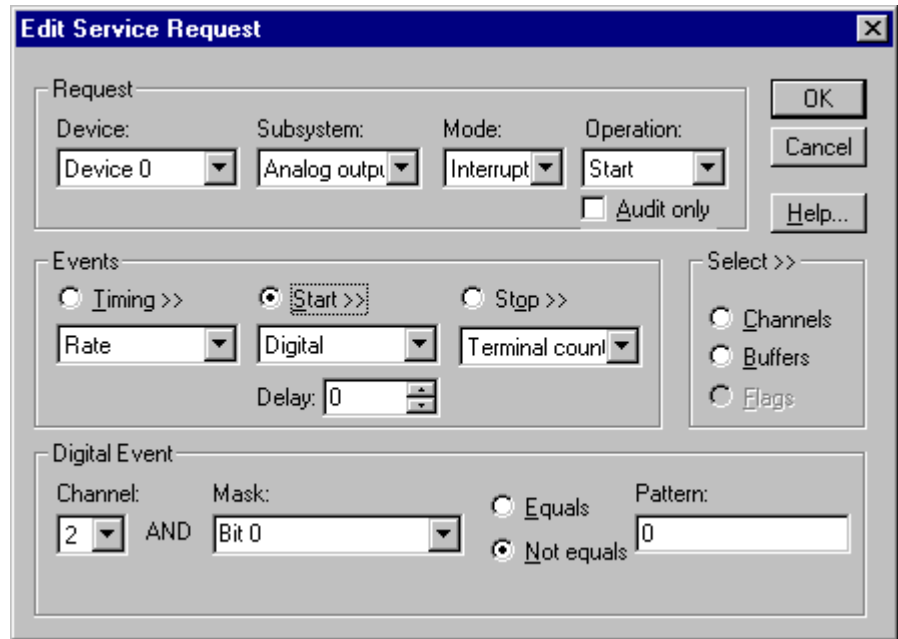 Edit Service Request
Request
OK
Device: Subsystem: Mode: Operation:
Cancel
Device 0 Analog outpu Interrupt Start
Audit only
Help...
Events
Select >>
Timing >> Start >> Stop >>
Channels
Rate Digital Terminal count
Buffers
Delay: 0
Flags
Digital Event
Channel: Mask: Pattern:
Equals
2 AND Bit 0 0
Not equals